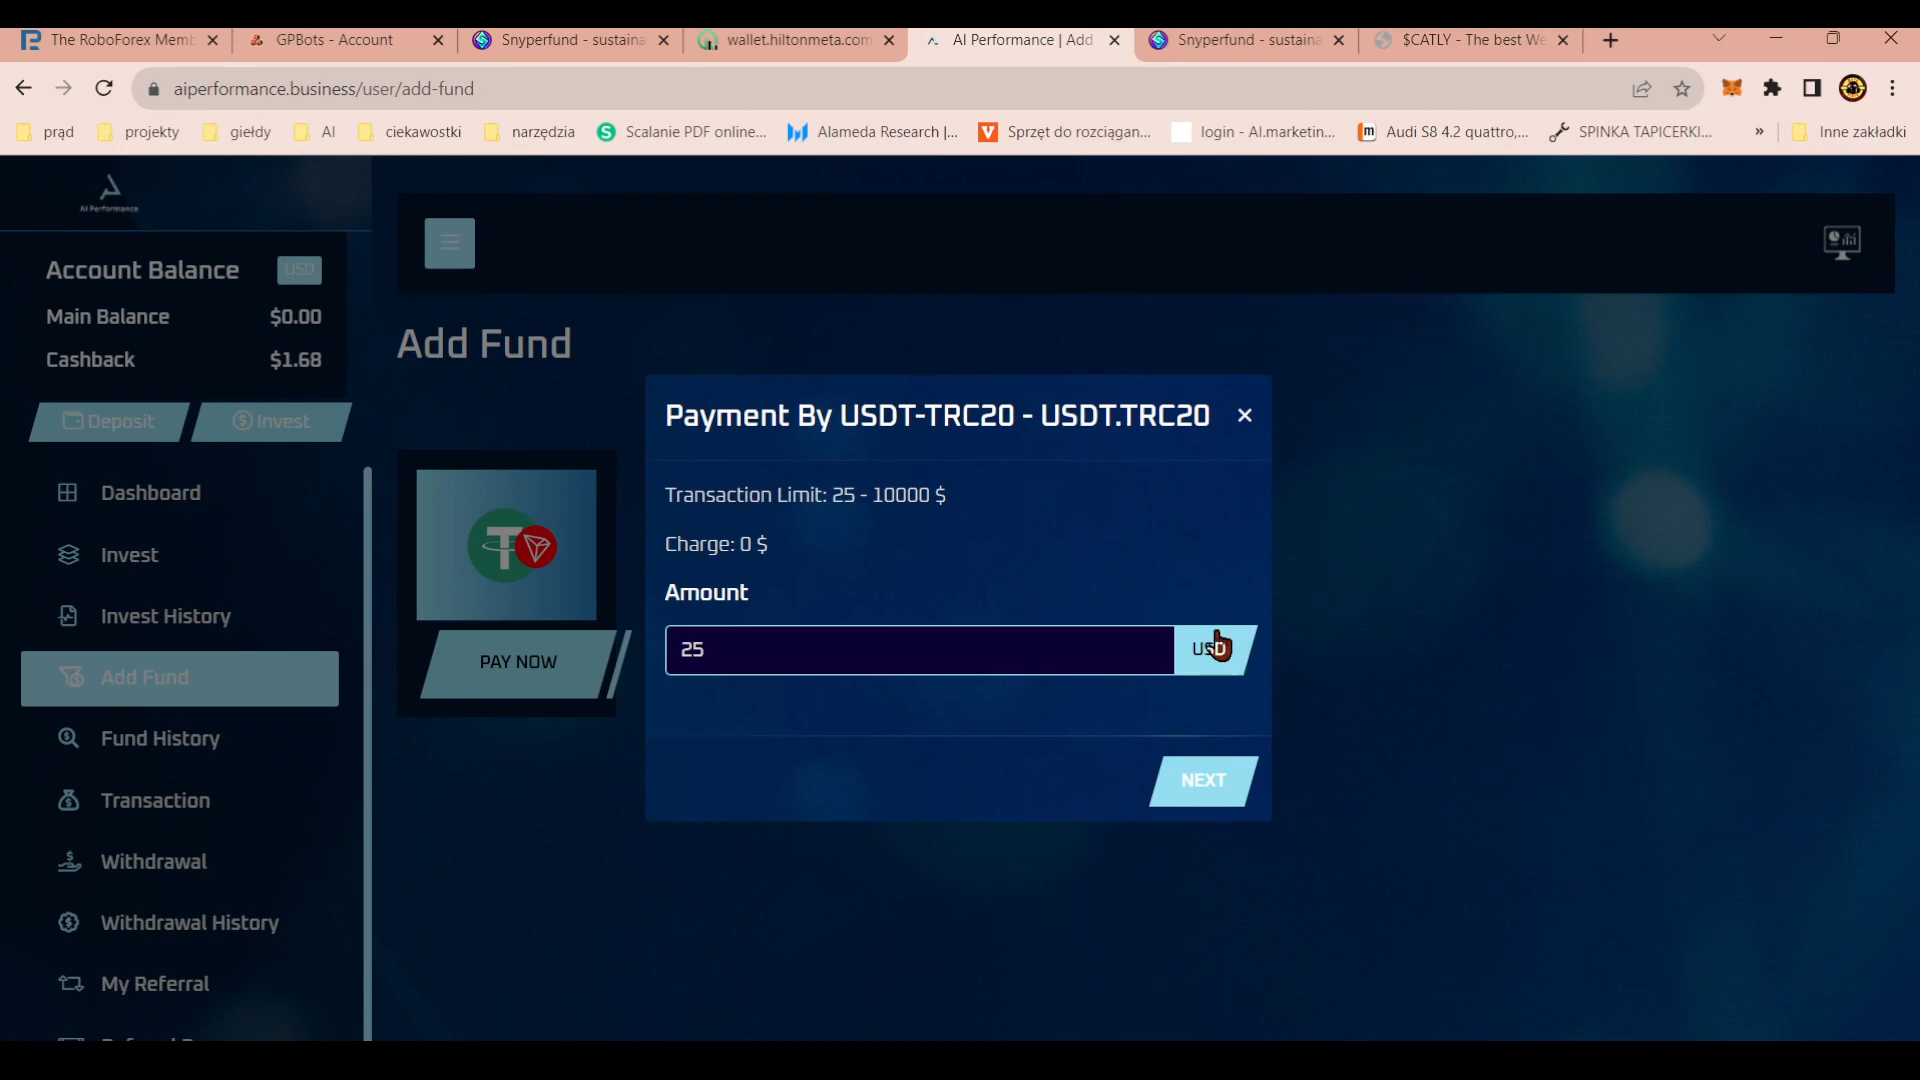 The RoboForex Memb
GPBots - Account
Snyperfund - sustaina
wallet.hiltonmeta.com
AI Performance | Add
Snyperfund - sustaina
$CATLY - The best We
aiperformance.business/user/add-fund
prąd
projekty
giełdy
AI
ciekawostki
narzędzia
Scalanie PDF online...
Alameda Research |...
Sprzęt do rozciągan...
login - AI.marketin...
Audi S8 4.2 quattro,...
SPINKA TAPICERKI...
»
Inne zakładki
AI Performance
Account Balance
USD
Main Balance
$0.00
Cashback
$1.68
Deposit
Invest
Dashboard
Invest
Invest History
Add Fund
Fund History
Transaction
Withdrawal
Withdrawal History
My Referral
Add Fund
PAY NOW
Payment By USDT-TRC20 - USDT.TRC20
Transaction Limit: 25 - 10000 $
Charge: 0 $
Amount
25
USD
NEXT